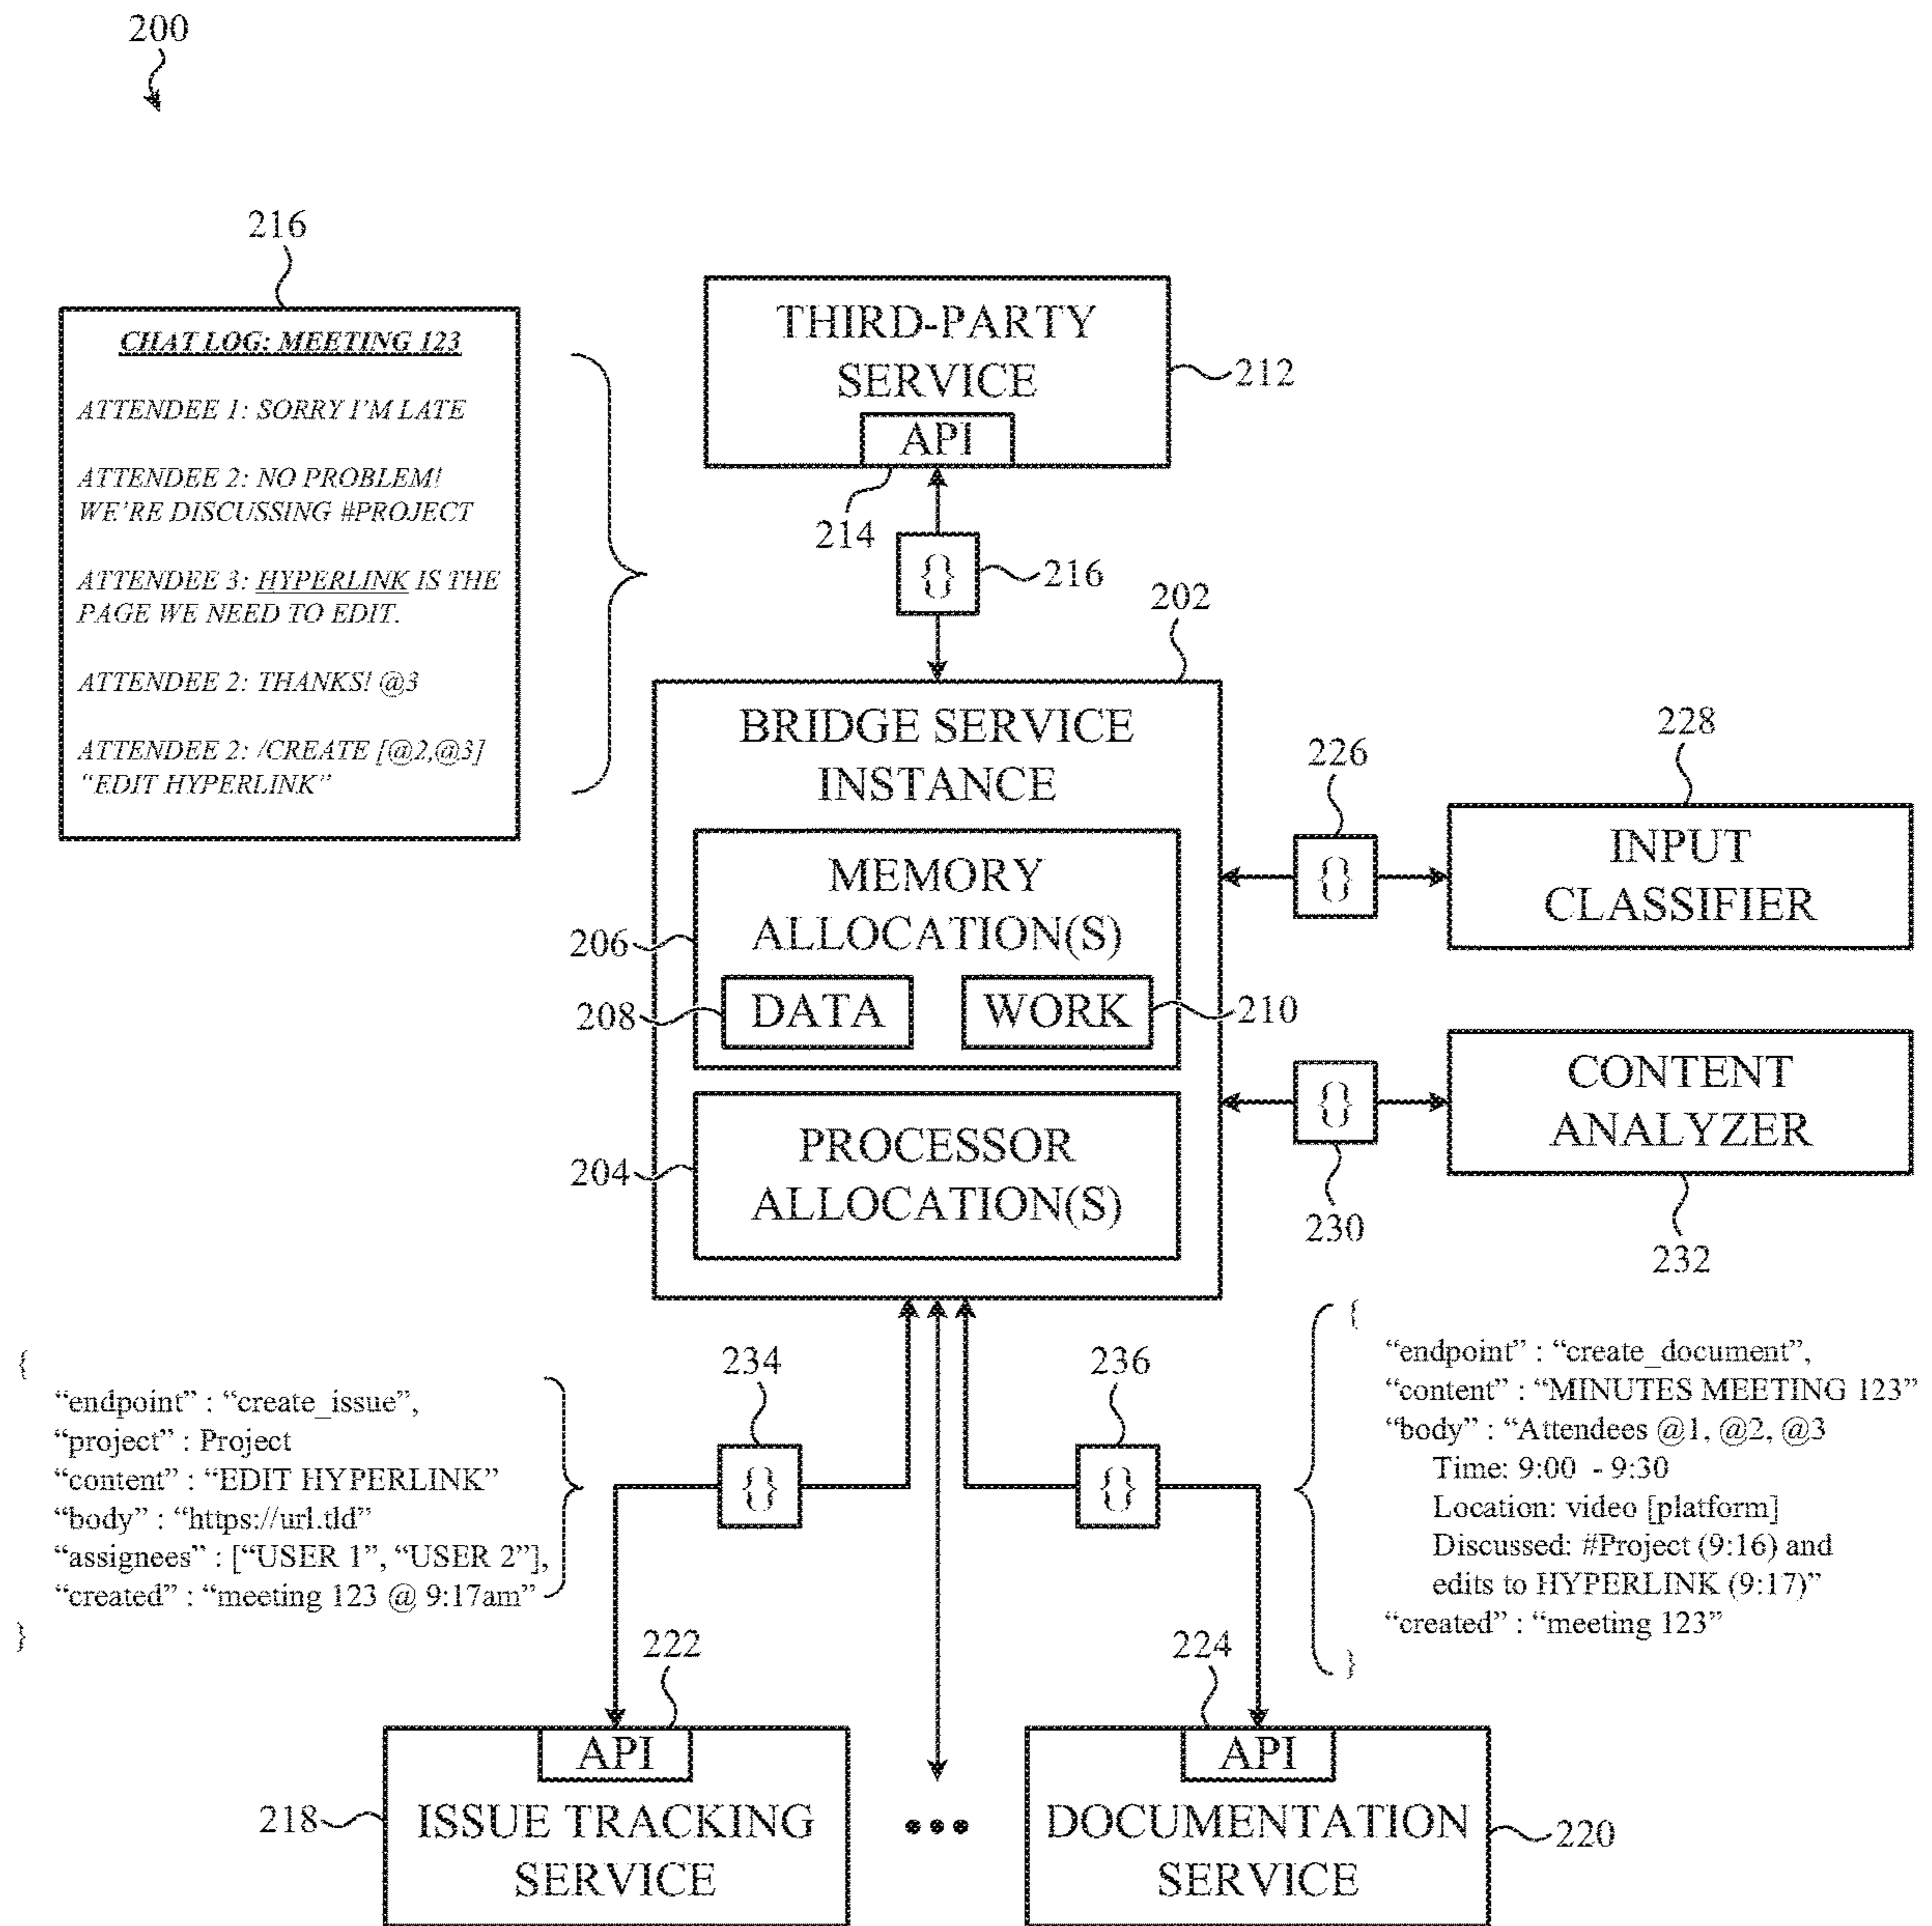 200
216
CHAT LOG: MEETING 123
ATTENDEE 1: SORRY I'M LATE
ATTENDEE 2: NO PROBLEM!
WE'RE DISCUSSING #PROJECT
ATTENDEE 3: HYPERLINK IS THE
PAGE WE NEED TO EDIT.
ATTENDEE 2: THANKS! @3
ATTENDEE 2: /CREATE [@2,@3]
“EDIT HYPERLINK”
THIRD-PARTY
SERVICE
API
212
214
{}
216
202
BRIDGE SERVICE
INSTANCE
MEMORY
ALLOCATION(S)
206
DATA
WORK
208
210
PROCESSOR
ALLOCATION(S)
204
226
{}
228
INPUT
CLASSIFIER
{}
230
CONTENT
ANALYZER
232
{
“endpoint” : “create_issue”,
“project” : Project
“content” : “EDIT HYPERLINK”
“body” : “https://url.tld”
“assignees” : [“USER 1”, “USER 2”],
“created” : “meeting 123 @ 9:17am”
}
234
{}
236
{}
{
“endpoint” : “create_document”,
“content” : “MINUTES MEETING 123”
“body” : “Attendees @1, @2, @3
Time: 9:00 - 9:30
Location: video [platform]
Discussed: #Project (9:16) and
edits to HYPERLINK (9:17)”
“created” : “meeting 123”
}
222
API
218
ISSUE TRACKING
SERVICE
•••
224
API
DOCUMENTATION
SERVICE
220